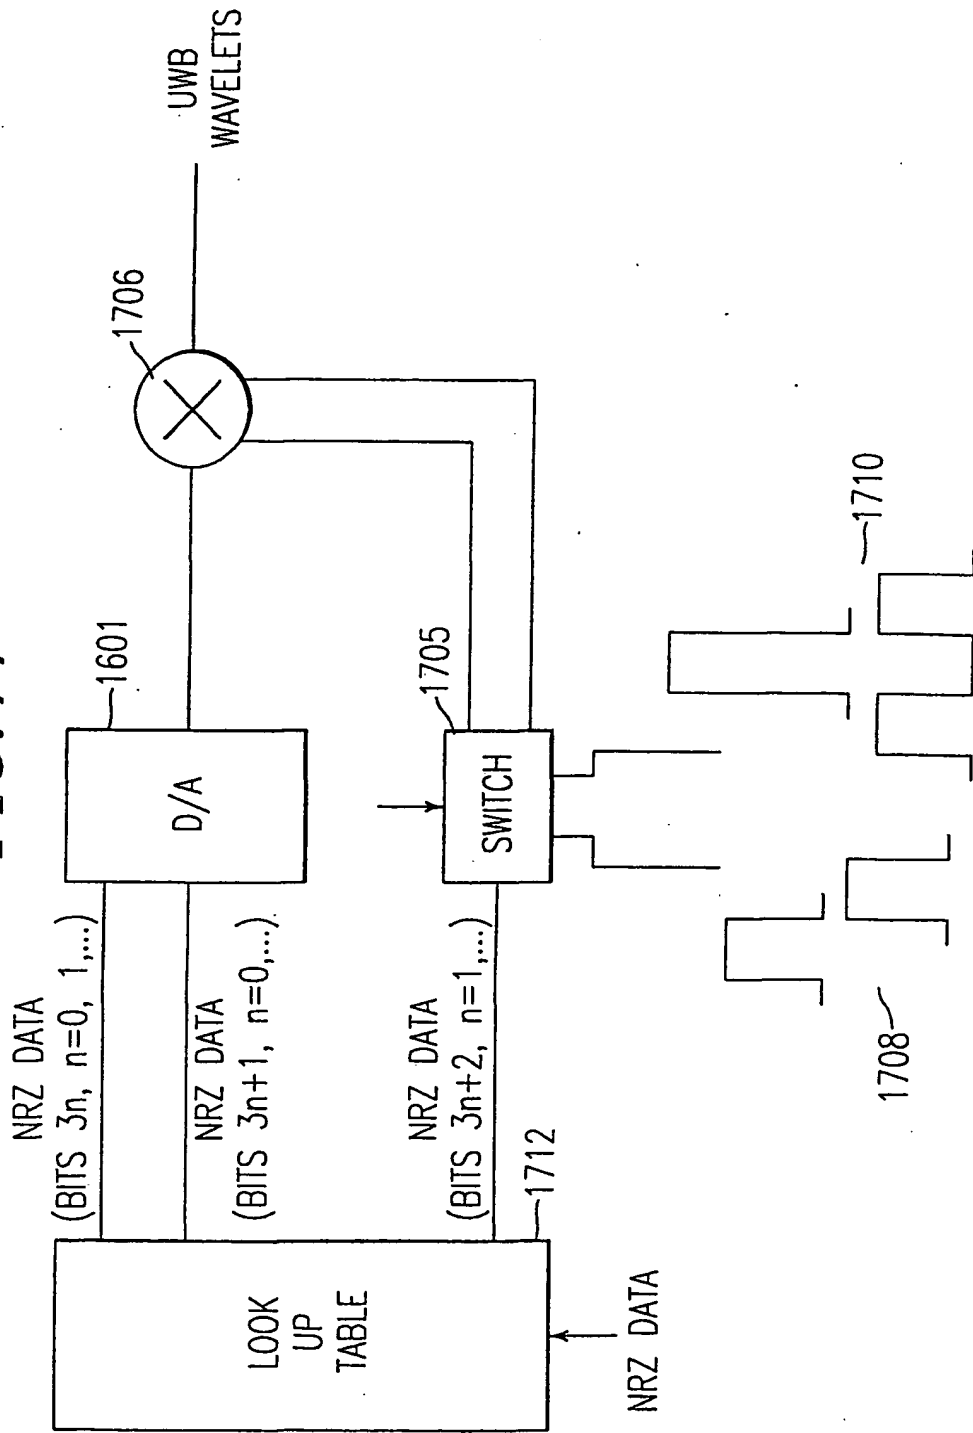 1706
UWB
WAVELETS
1601
D/A
NRZ DATA
(BITS 3n, n=0, 1,...)
NRZ DATA
(BITS 3n+1, n=0,...)
1705
SWITCH
NRZ DATA
(BITS 3n+2, n=1,...)
1712
LOOK
UP
TABLE
NRZ DATA
1708
1710